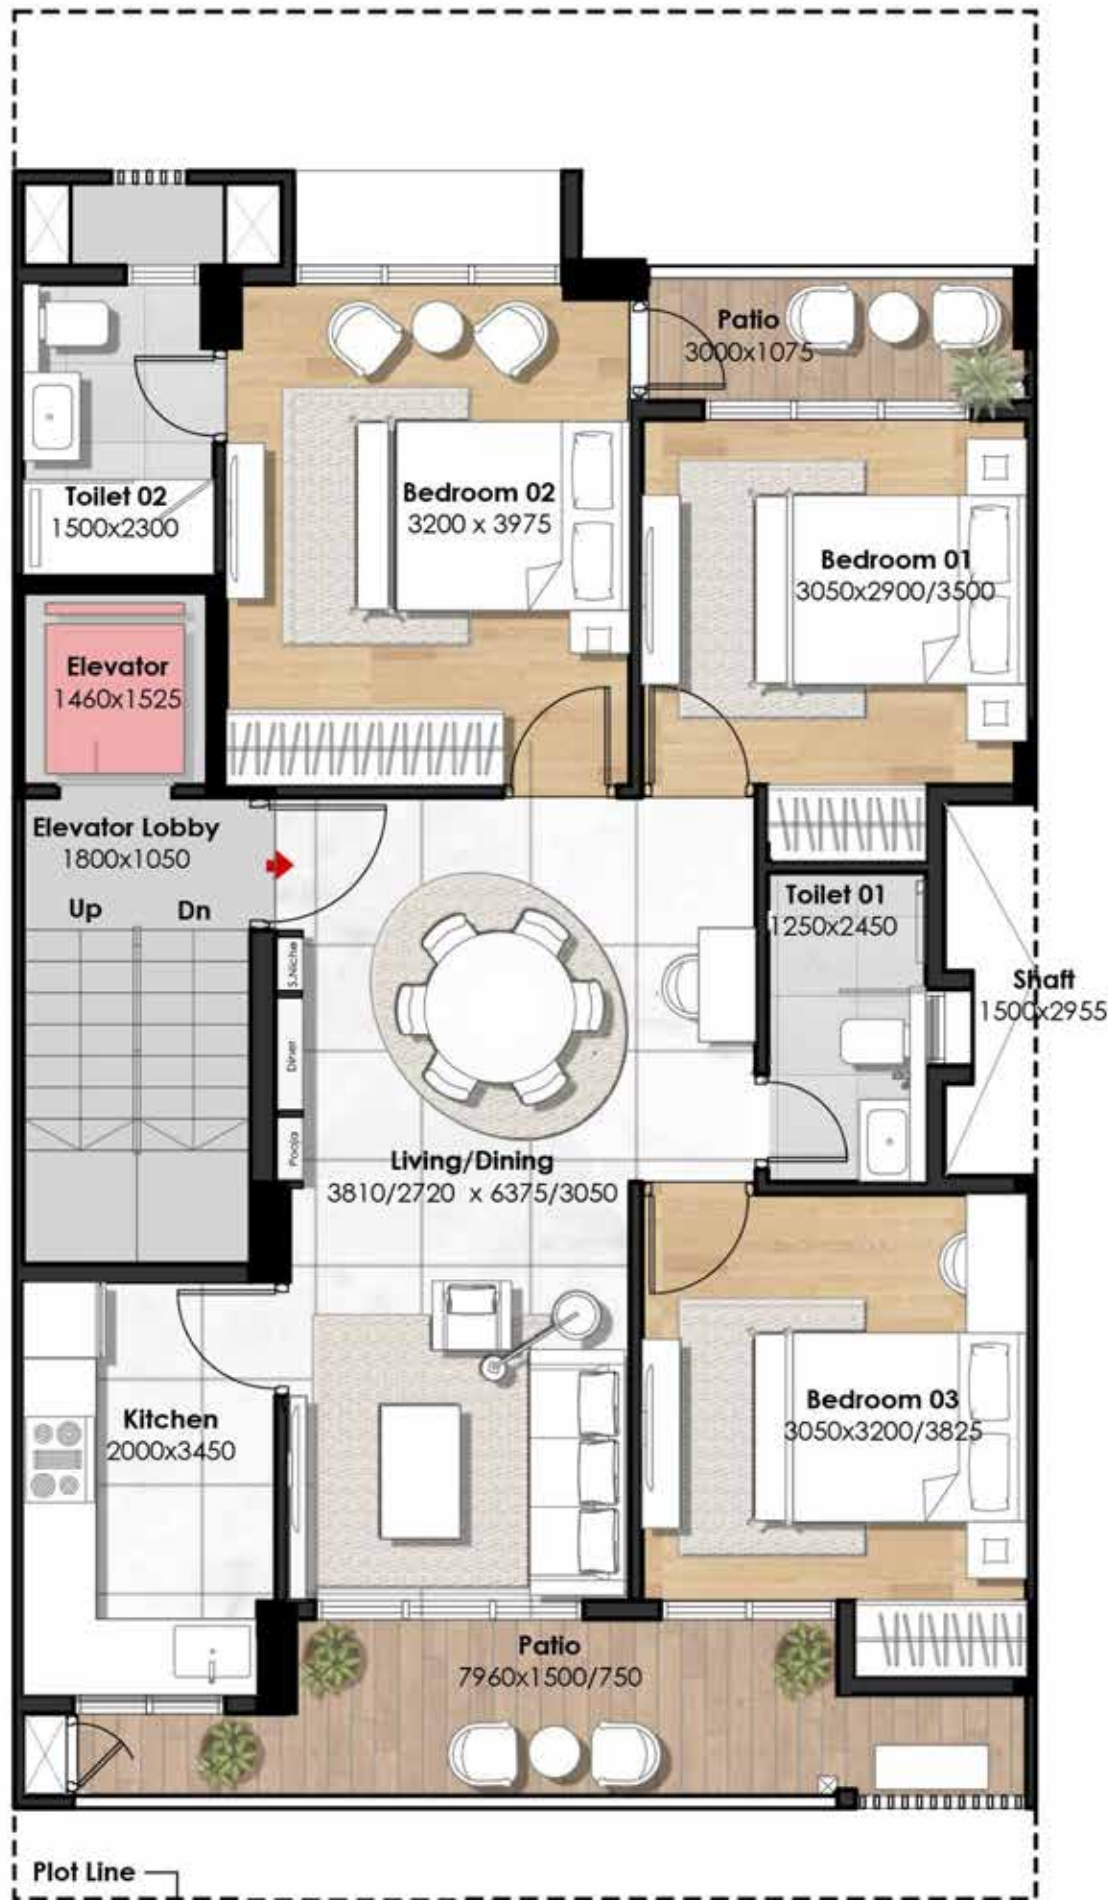 Patio
3000x1075
Bedroom 02
3200 x 3975
Toilet 02
1500x2300
Bedroom 01
3050x2900/3500
Elevator
1460x1525
Elevator Lobby
1800x1050
Up Dn
Toilet 01
1250x2450
S.Niche
Shaft
1500x2955
Diner
Pooja
Living/Dining
3810/2720 x 6375/3050
Kitchen
2000x3450
Bedroom 03
3050x3200/3825
Patio
7960x1500/750
Plot Line